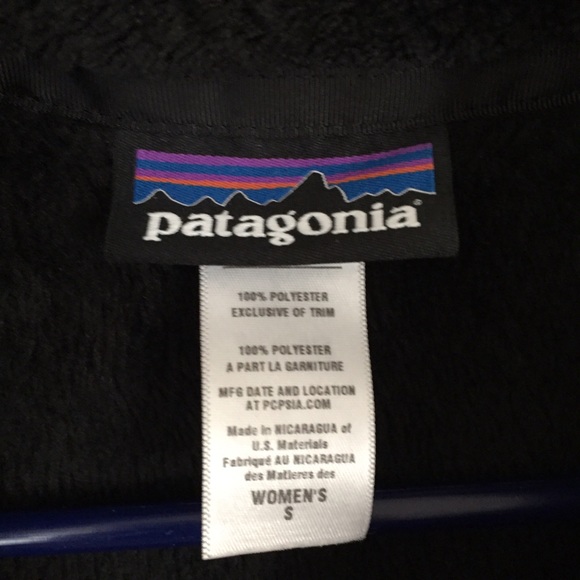 patagonia®
100% POLYESTER
EXCLUSIVE OF TRIM
100% POLYESTER
A PART LA GARNITURE
MFG DATE AND LOCATION
AT PCPSIA.COM
Made in NICARAGUA of
U.S. Materials
Fabriqué AU NICARAGUA
des Matieres des
WOMEN'S
S